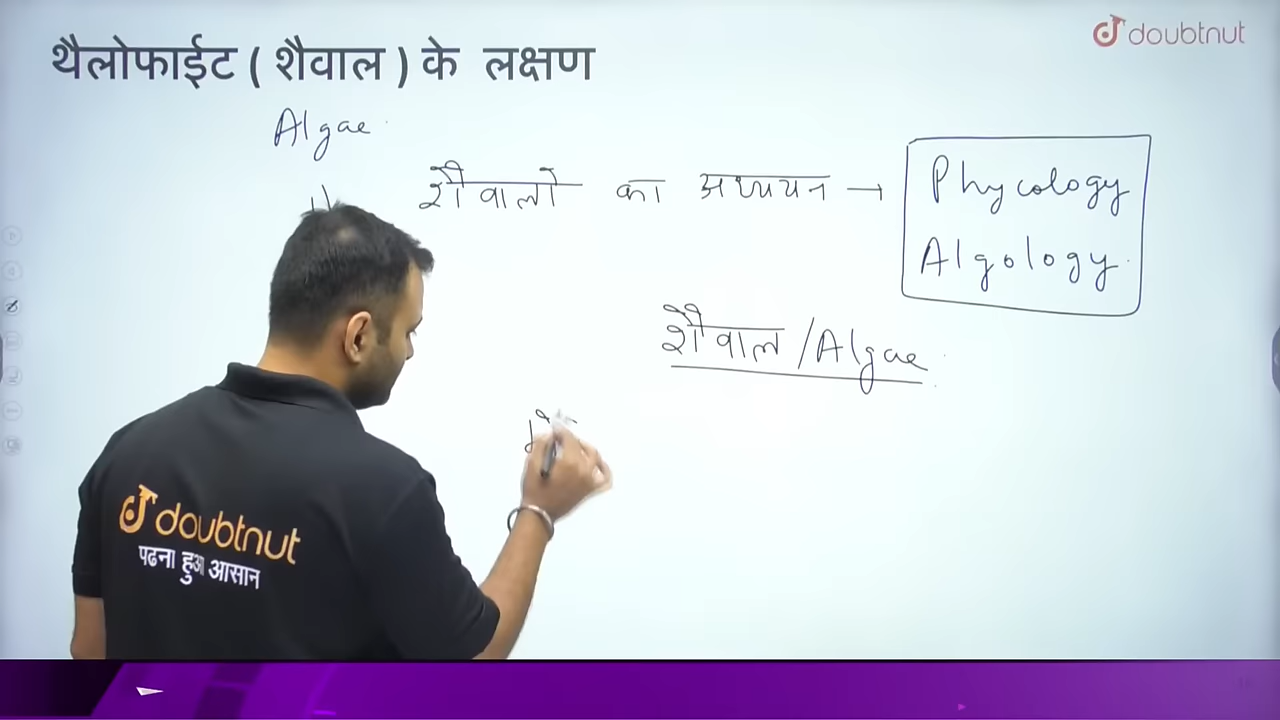 थैलोफाईट ( शैवाल ) के लक्षण
doubtnut
Algae
शैवालो का अध्ययन → Phycology
Algology
शैवाल / Algae
doubtnut
पढना हुआ आसान